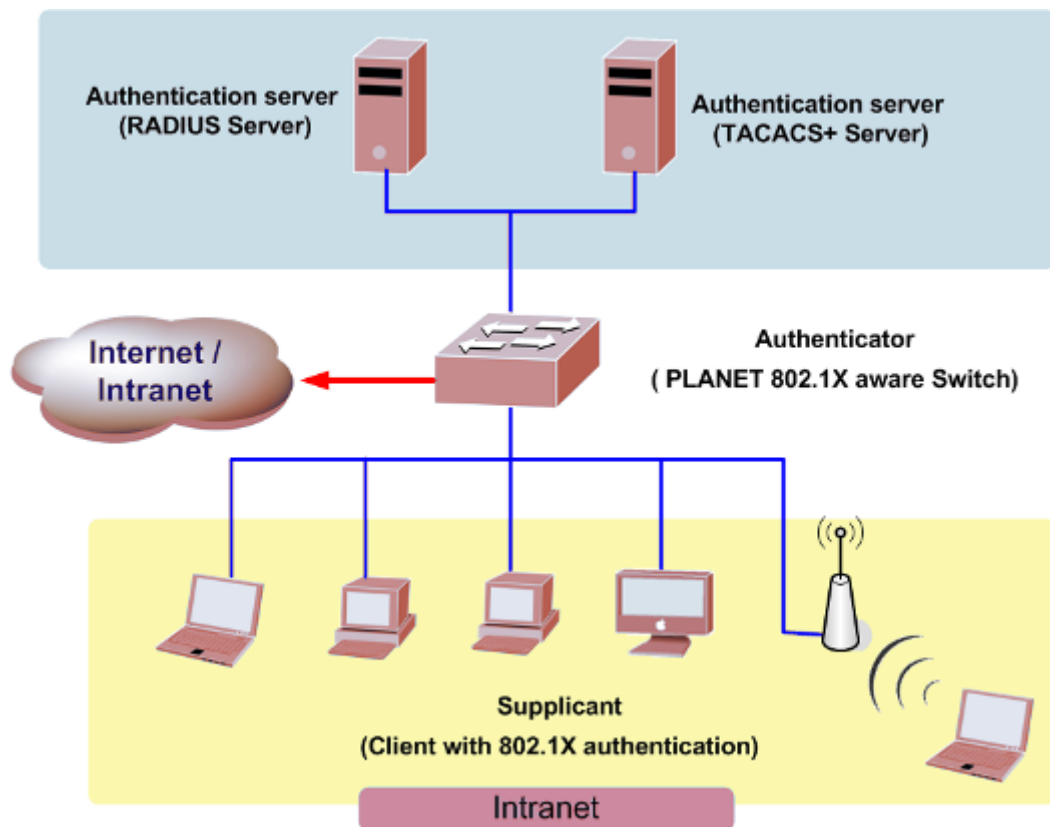 Authentication server
(RADIUS Server)
Authentication server
(TACACS+ Server)
Internet /
Intranet
Authenticator
( PLANET 802.1X aware Switch)
Supplicant
(Client with 802.1X authentication)
Intranet